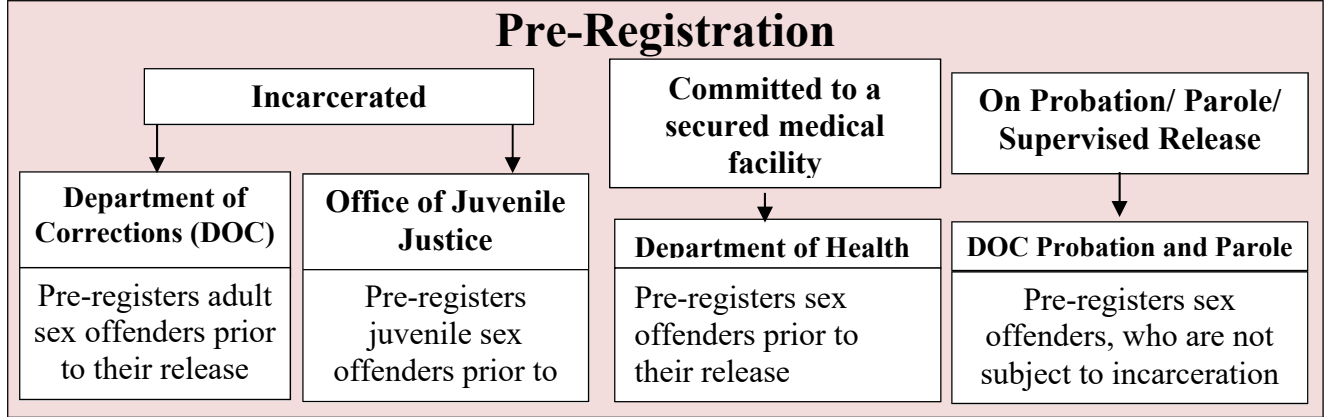 Pre-Registration
Incarcerated
Department of
Corrections (DOC)
Pre-registers adult
sex offenders prior
to their release
Office of Juvenile
Justice
Pre-registers
juvenile sex
offenders prior to
Committed to a
secured medical
facility
Department of Health
Pre-registers sex
offenders prior to
their release
On Probation/ Parole/
Supervised Release
DOC Probation and Parole
Pre-registers sex
offenders, who are not
subject to incarceration